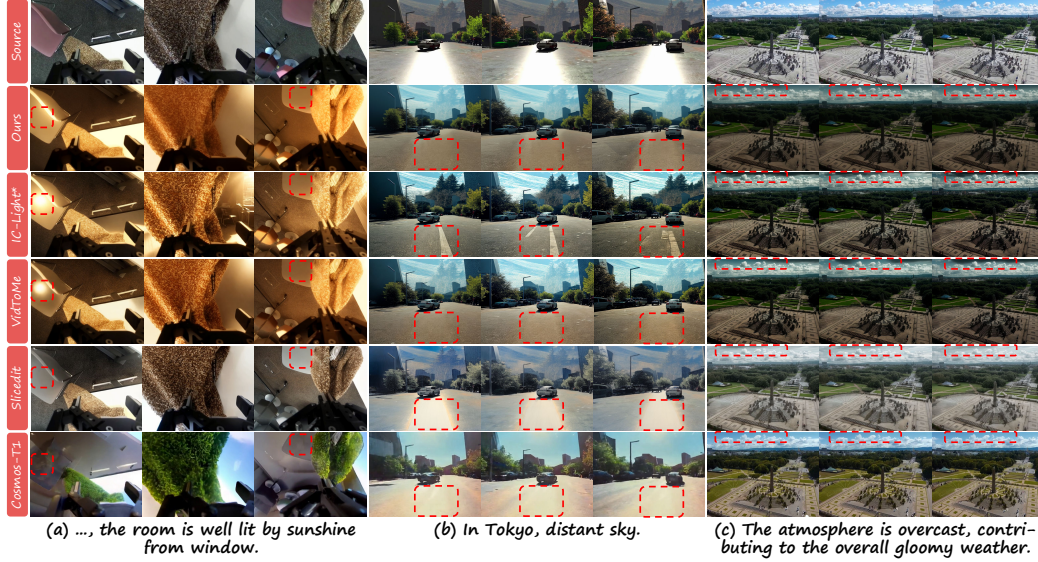 Source
Ours
IC-Light*
VidToMe
Slicedit
Cosmos-T1
(a) ..., the room is well lit by sunshine
from window.
(b) In Tokyo, distant sky.
(c) The atmosphere is overcast, contri-
buting to the overall gloomy weather.